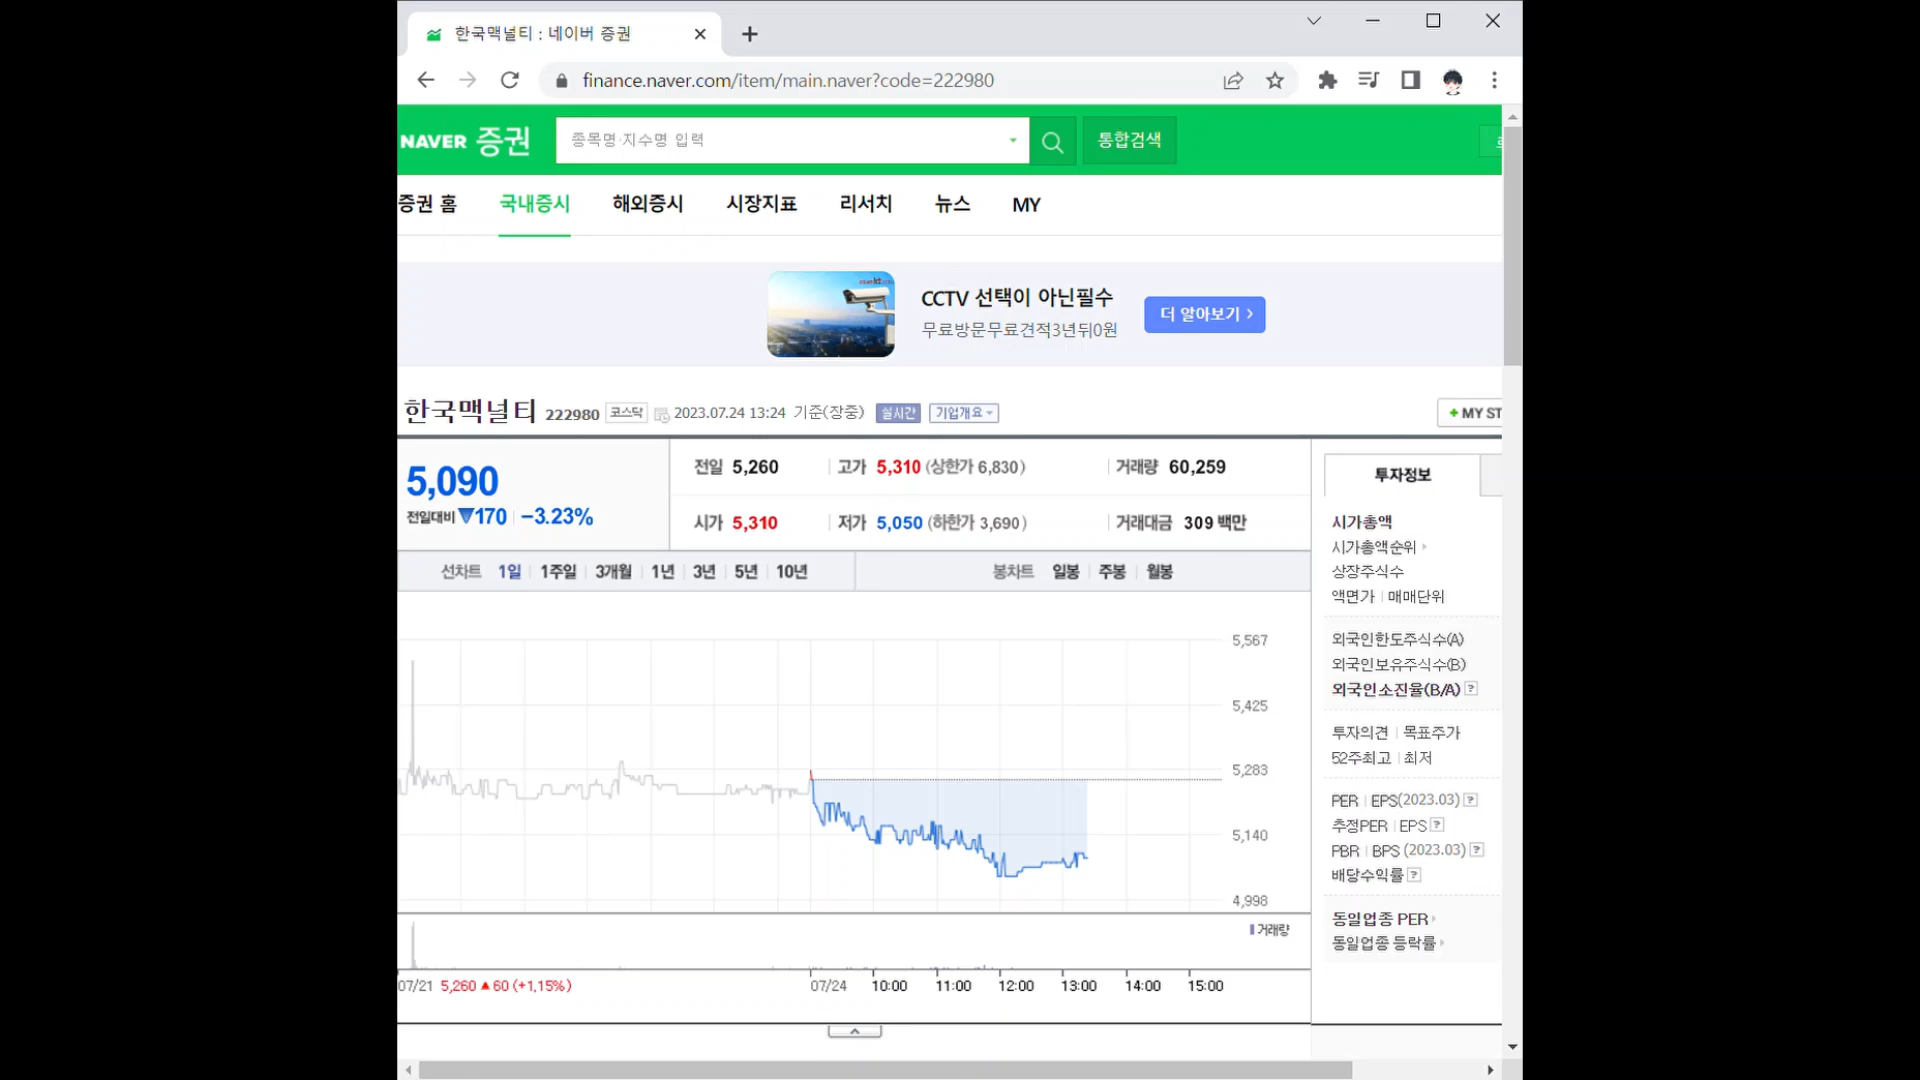 한국맥널티 : 네이버 증권
finance.naver.com/item/main.naver?code=222980
NAVER 증권
종목명·지수명 입력
통합검색
증권 홈 국내증시 해외증시 시장지표 리서치 뉴스 MY
CCTV 선택이 아닌필수
무료방문무료견적3년뒤0원
더 알아보기 >
한국맥널티 222980 코스닥 2023.07.24 13:24 기준(장중) 실시간 기업개요
+ MY ST
5,090
전일대비 ▼170 | −3.23%
전일 5,260 고가 5,310 (상한가 6,830) 거래량 60,259
시가 5,310 저가 5,050 (하한가 3,690) 거래대금 309 백만
선차트 1일 1주일 3개월 1년 3년 5년 10년 봉차트 일봉 주봉 월봉
5,567
5,425
5,283
5,140
4,998
거래량
07/21 5,260 ▲60 (+1.15%) 07/24 10:00 11:00 12:00 13:00 14:00 15:00
투자정보
시가총액
시가총액순위
상장주식수
액면가 | 매매단위
외국인한도주식수(A)
외국인보유주식수(B)
외국인소진율(B/A) ?
투자의견 | 목표주가
52주최고 | 최저
PER | EPS(2023.03) ?
추정PER | EPS ?
PBR | BPS (2023.03) ?
배당수익률 ?
동일업종 PER
동일업종 등락률